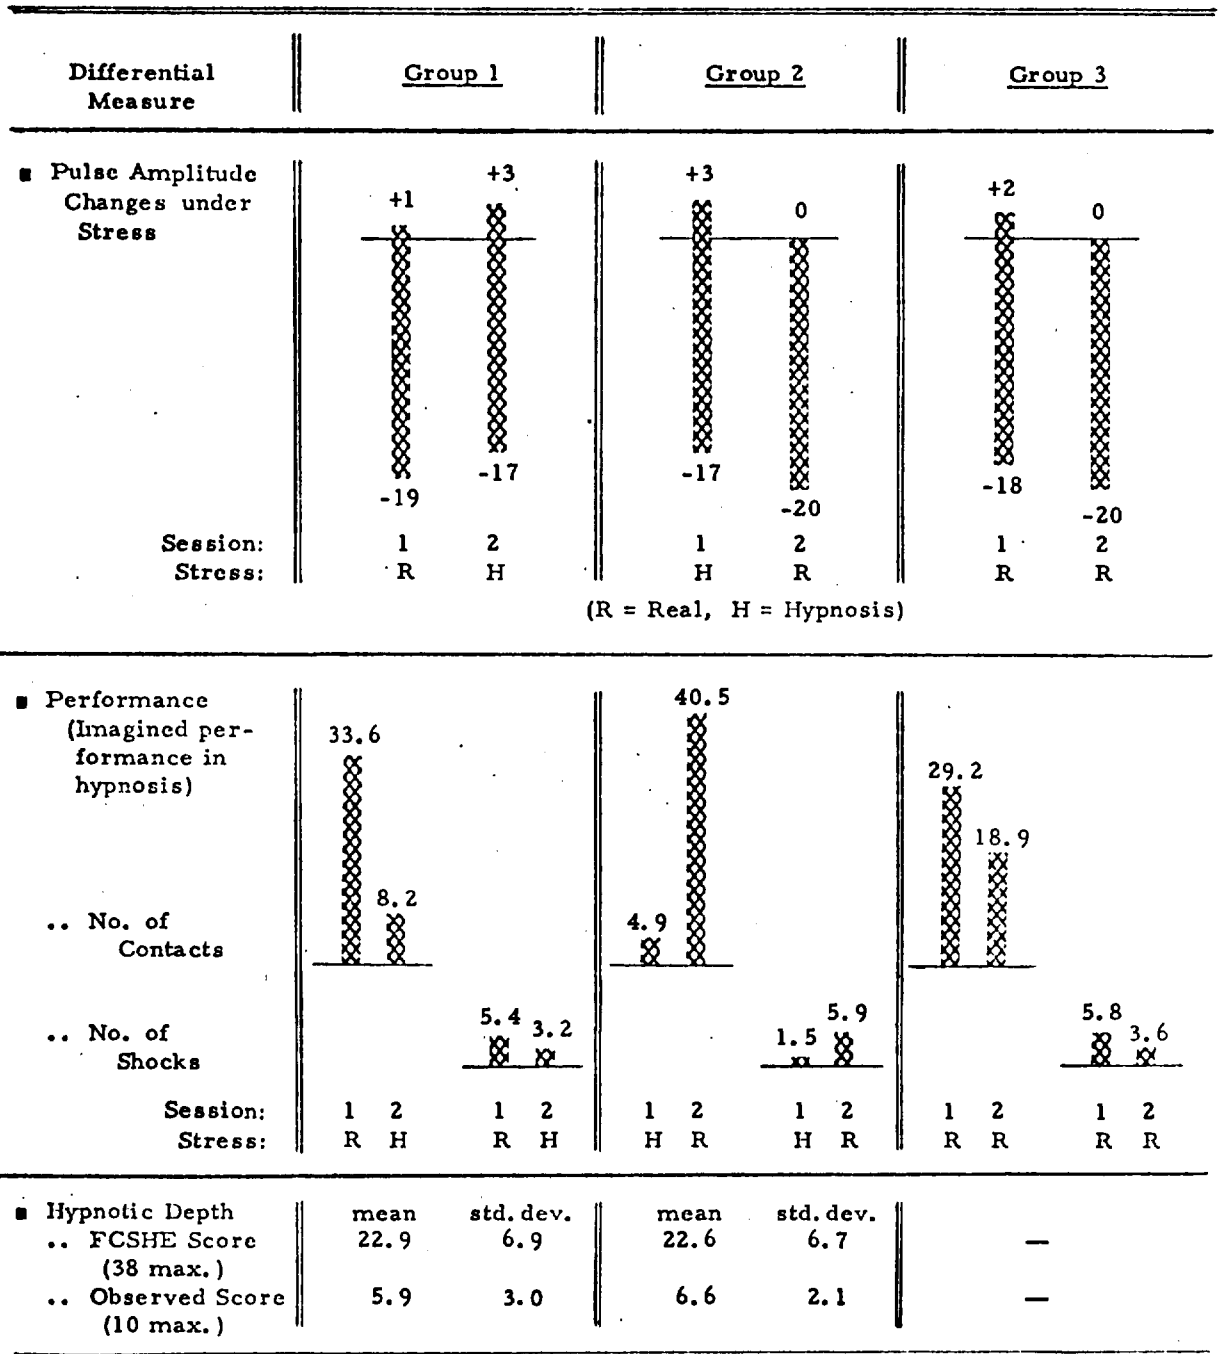 Differential Measure Group 1 Group 2 Group 3
■ Pulse Amplitude Changes under Stress
+1 +3 +3 0 +2 0
-19 -17 -17 -20 -18 -20
Session: 1 2 1 2 1 2
Stress: R H H R R R
(R = Real, H = Hypnosis)
■ Performance
(Imagined per-
formance in
hypnosis)
.. No. of
Contacts
33.6 8.2 4.9 40.5 29.2 18.9
.. No. of
Shocks
5.4 3.2 1.5 5.9 5.8 3.6
Session: 1 2 1 2 1 2 1 2 1 2 1 2
Stress: R H R H H R H R R R R R
■ Hypnotic Depth mean std. dev. mean std. dev.
.. FCSHE Score 22.9 6.9 22.6 6.7 —
(38 max.)
.. Observed Score 5.9 3.0 6.6 2.1 —
(10 max.)